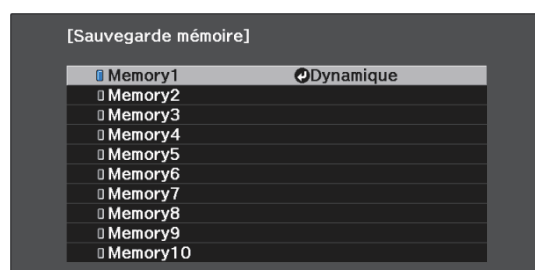 [Sauvegarde mémoire]
Memory1 Dynamique
Memory2
Memory3
Memory4
Memory5
Memory6
Memory7
Memory8
Memory9
Memory10